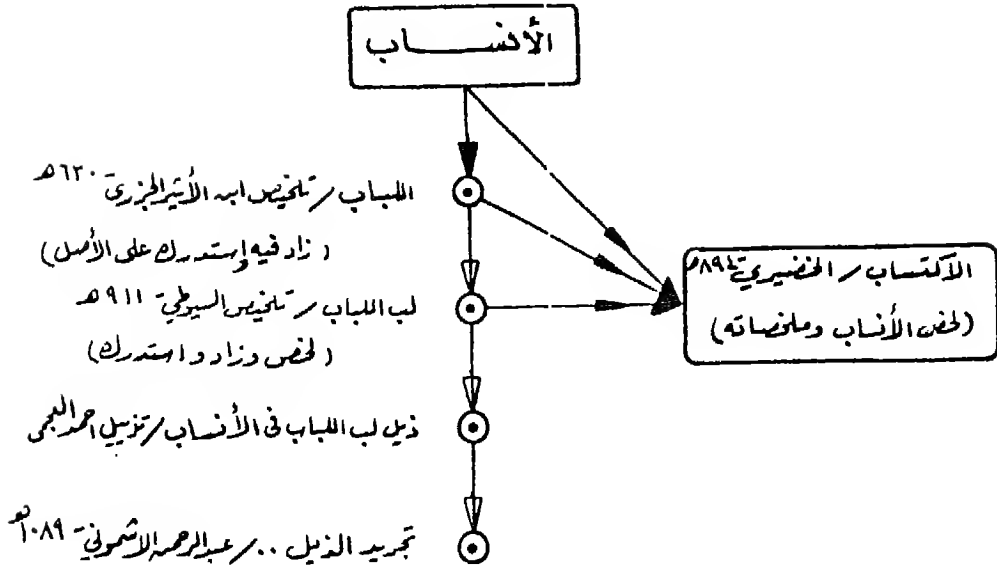 الأنساب
اللباب / تلخيص ابن الأثير الجزري ت ٦٣٠هـ
(زاد فيه واستدرك على الأصل)
الاكتساب / الخضيري ت ٨٩٤هـ
(لخص الأنساب وملخصاته)
لب اللباب / تلخيص السيوطي ت ٩١١هـ
(لخص وزاد واستدرك)
ذيل لب اللباب في الأنساب / تذييل احمد العجمي
تجريد الذيل .. / عبد الرحمن الاشموني ت ١٠٨٩هـ